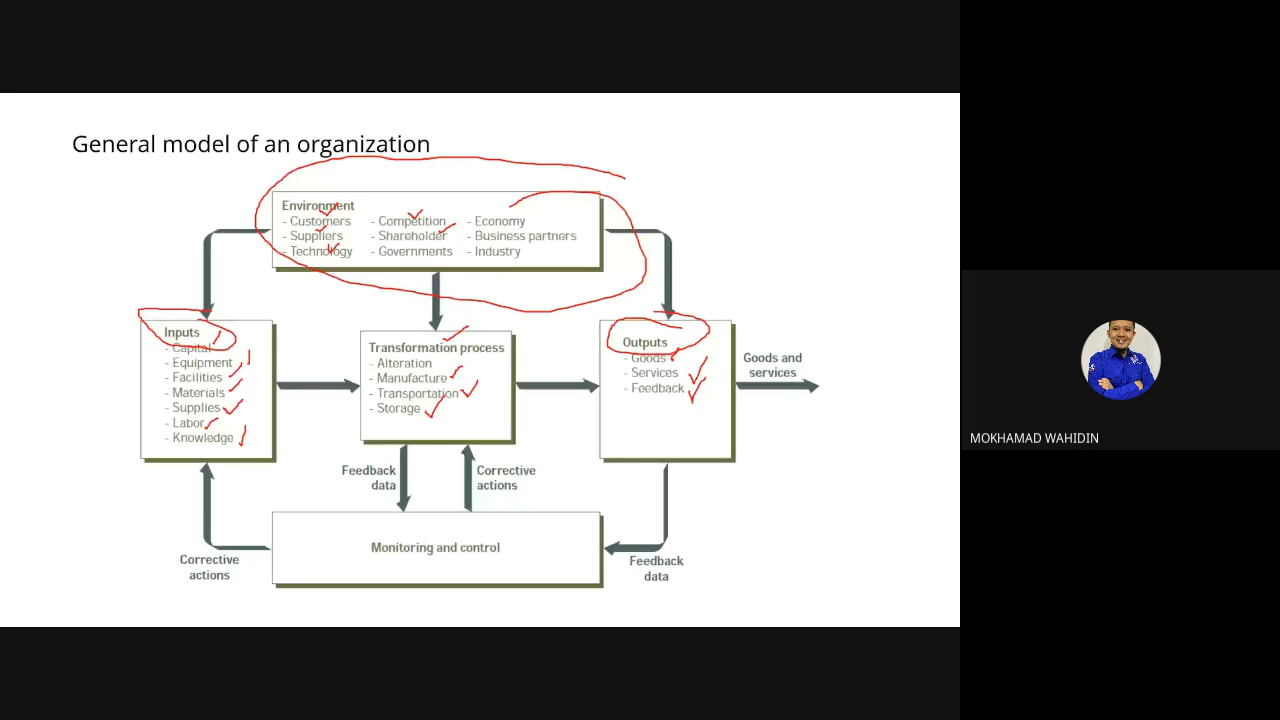 General model of an organization
Environment
- Customers - Competition - Economy
- Suppliers - Shareholder - Business partners
- Technology - Governments - Industry
Inputs
- Capital
- Equipment
- Facilities
- Materials
- Supplies
- Labor
- Knowledge
Transformation process
- Alteration
- Manufacture
- Transportation
- Storage
Outputs
- Goods
- Services
- Feedback
Goods and
services
Feedback
data
Corrective
actions
Monitoring and control
Corrective
actions
Feedback
data
MOKHAMAD WAHIDIN